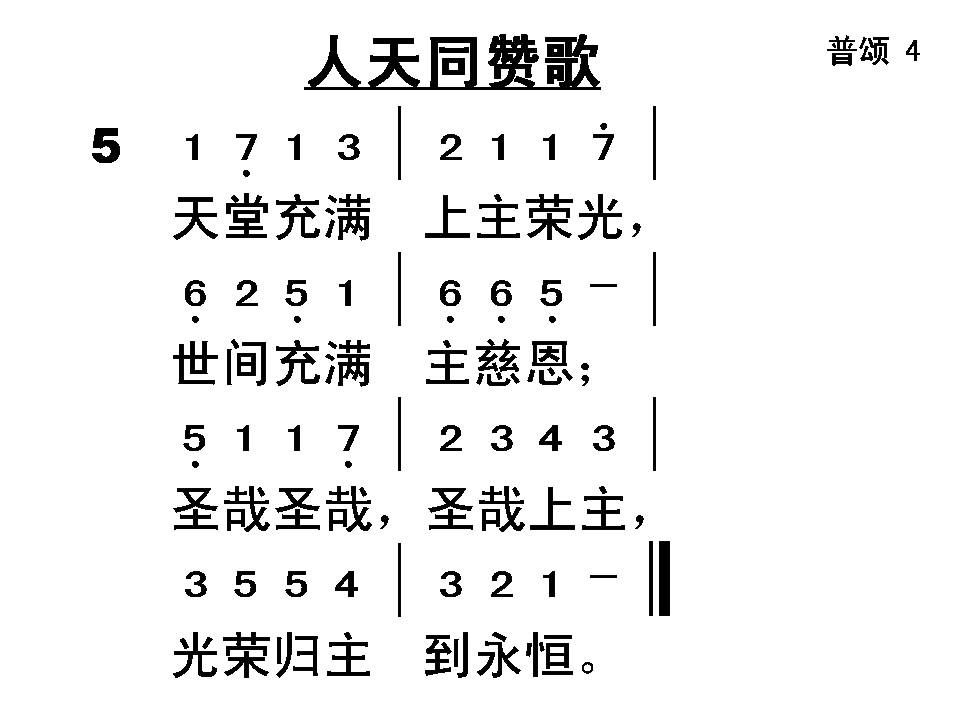 人天同赞歌
普颂 4
5 1 7̣ 1 3 | 2 1 1 7̇ |
天堂充满 上主荣光，
6̣ 2 5̣ 1 | 6̣ 6̣ 5̣ － |
世间充满 主慈恩；
5̣ 1 1 7̣ | 2 3 4 3 |
圣哉圣哉，圣哉上主，
3 5 5 4 | 3 2 1 － ‖
光荣归主 到永恒。